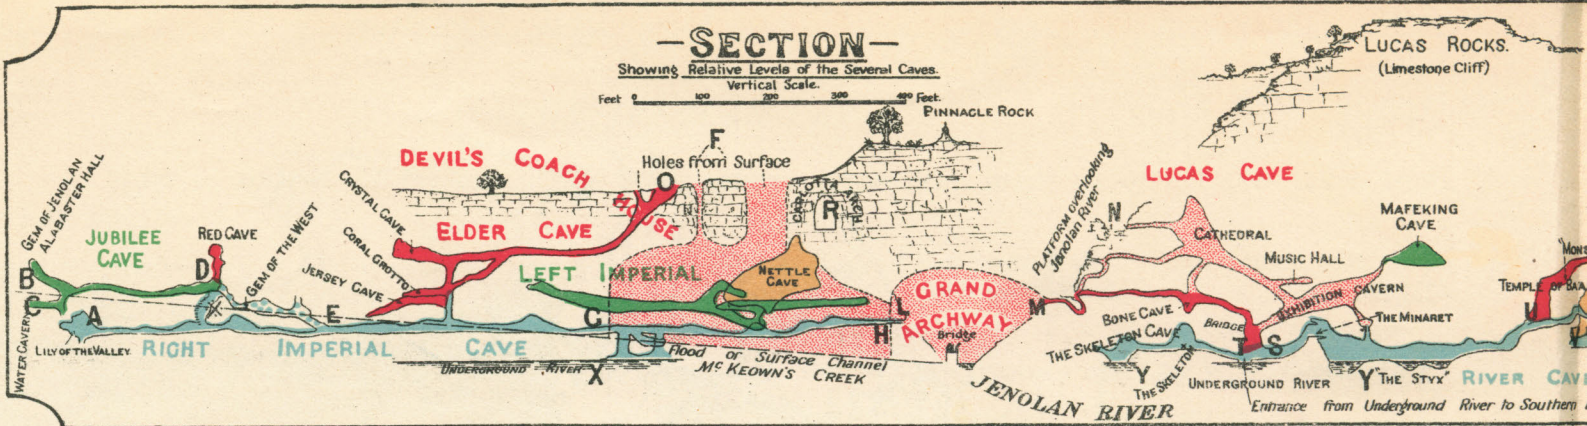 —SECTION—
Showing Relative Levels of the Several Caves.
Vertical Scale.
Feet 0 100 200 300 400 Feet.
LUCAS ROCKS.
(Limestone Cliff)
PINNACLE ROCK
F
Holes from Surface
DEVIL'S COACH HOUSE
O
CARLOTTA ARCH
R
LUCAS CAVE
GEM OF JENOLAN
ALABASTER HALL
JUBILEE
CAVE
RED CAVE
GEM OF THE WEST
CRYSTAL CAVE
CORAL GROTTO
JERSEY CAVE
ELDER CAVE
LEFT IMPERIAL
NETTLE
CAVE
GRAND
ARCHWAY
Bridge
PLATFORM overlooking
Jenolan River
N
CATHEDRAL
MUSIC HALL
MAFEKING
CAVE
EXHIBITION CAVERN
B
C
D
X
A
E
G
L
H
M
BONE CAVE
BRIDGE
THE SKELETON CAVE
T
S
THE MINARET
TEMPLE OF BAAL
U
WATER CAVERN
LILY OF THE VALLEY
RIGHT IMPERIAL CAVE
UNDERGROUND RIVER
X
Flood or Surface Channel
McKEOWN'S CREEK
JENOLAN RIVER
Y
THE SKELETON
UNDERGROUND RIVER
Y
"THE STYX"
RIVER CAVE
Entrance from Underground River to Southern